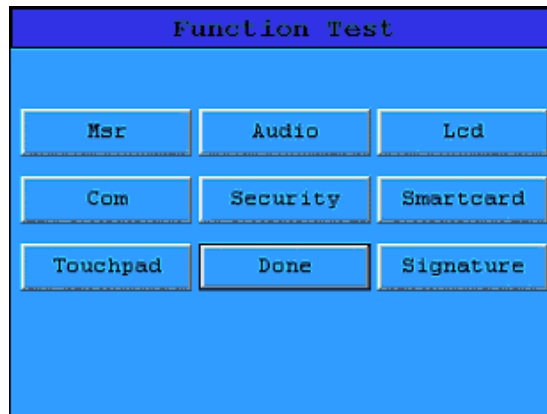 Function Test
Msr Audio Lcd
Com Security Smartcard
Touchpad Done Signature